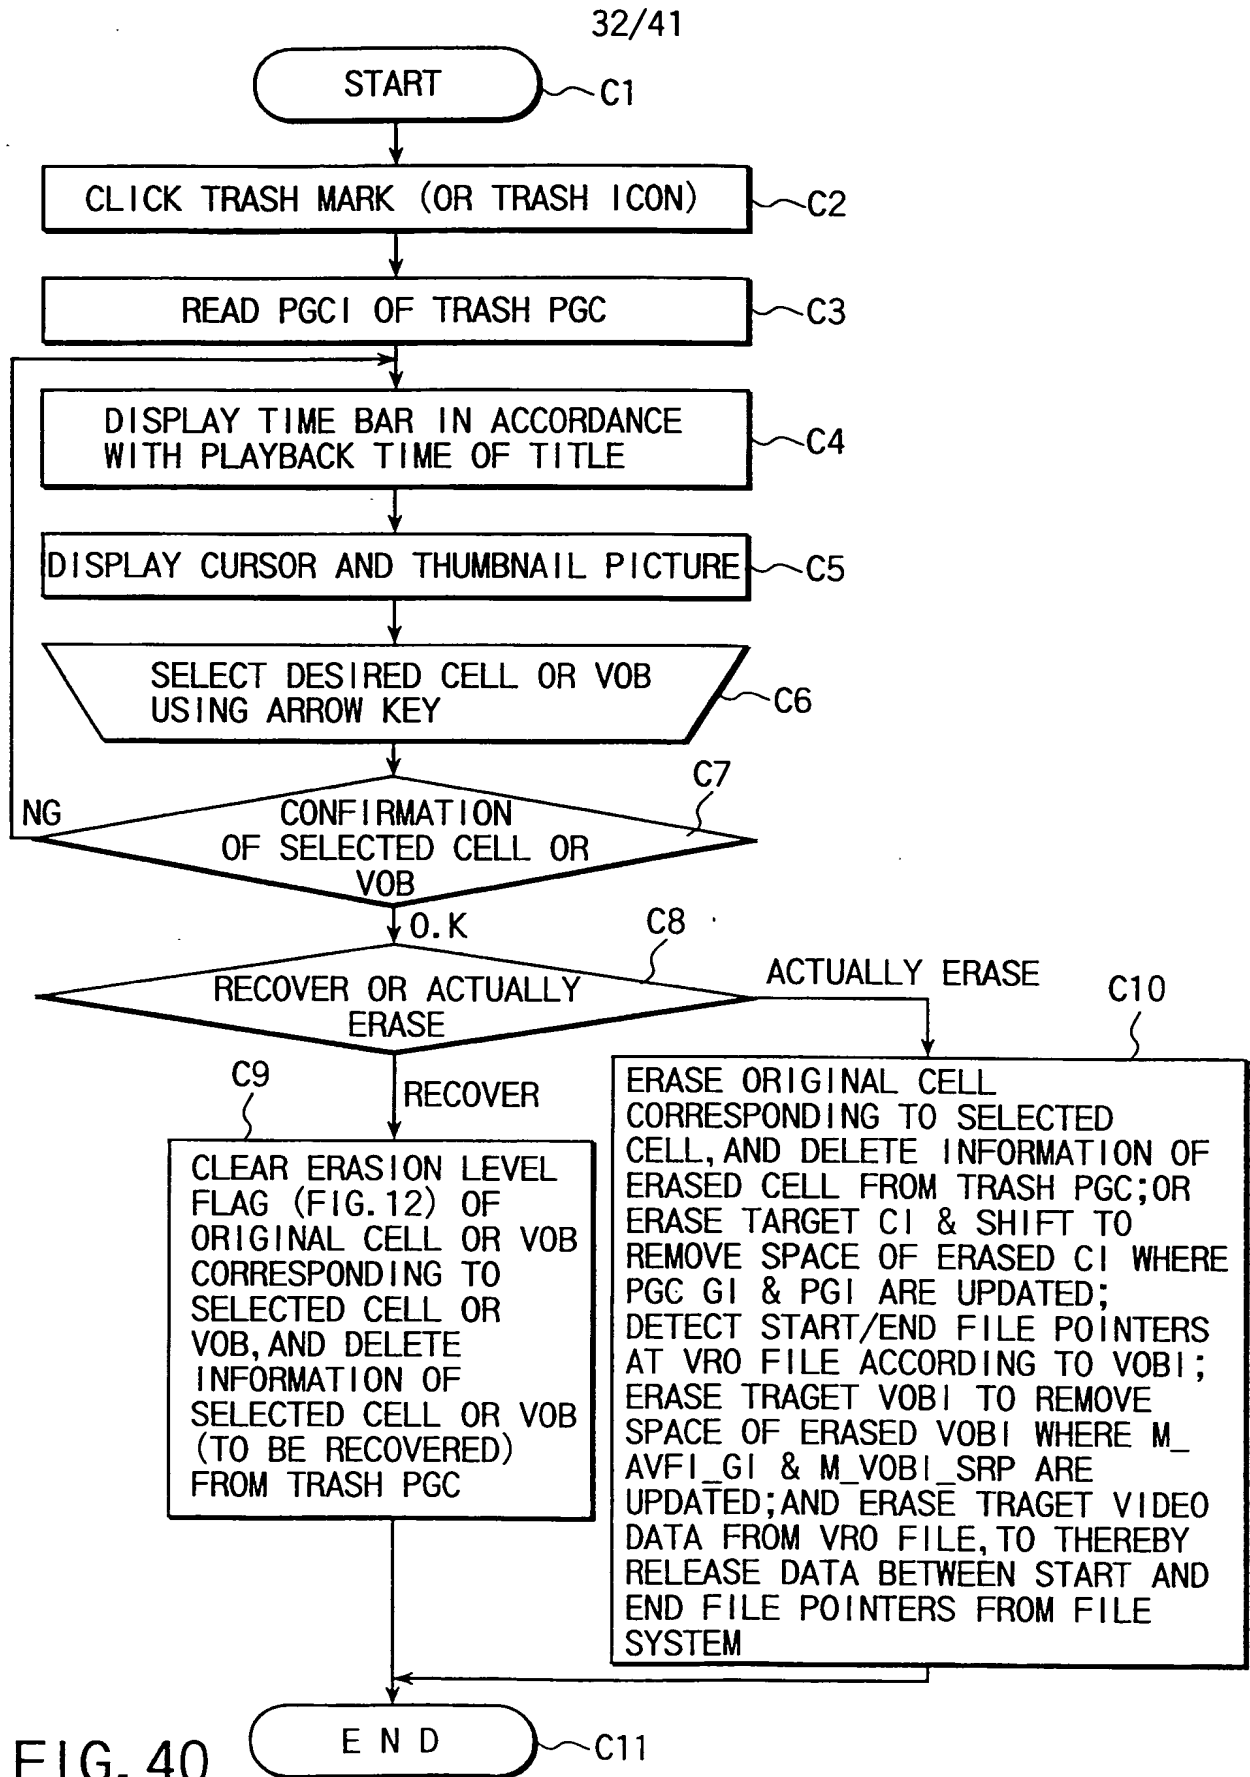 32/41
START
C1
CLICK TRASH MARK (OR TRASH ICON)
C2
READ PGCI OF TRASH PGC
C3
DISPLAY TIME BAR IN ACCORDANCE
WITH PLAYBACK TIME OF TITLE
C4
DISPLAY CURSOR AND THUMBNAIL PICTURE
C5
SELECT DESIRED CELL OR VOB
USING ARROW KEY
C6
C7
NG
CONFIRMATION
OF SELECTED CELL OR
VOB
O.K
C8
RECOVER OR ACTUALLY
ERASE
ACTUALLY ERASE
C10
C9
RECOVER
CLEAR ERASION LEVEL
FLAG (FIG.12) OF
ORIGINAL CELL OR VOB
CORRESPONDING TO
SELECTED CELL OR
VOB,AND DELETE
INFORMATION OF
SELECTED CELL OR VOB
(TO BE RECOVERED)
FROM TRASH PGC
ERASE ORIGINAL CELL
CORRESPONDING TO SELECTED
CELL,AND DELETE INFORMATION OF
ERASED CELL FROM TRASH PGC;OR
ERASE TARGET CI & SHIFT TO
REMOVE SPACE OF ERASED CI WHERE
PGC GI & PGI ARE UPDATED;
DETECT START/END FILE POINTERS
AT VRO FILE ACCORDING TO VOBI;
ERASE TRAGET VOBI TO REMOVE
SPACE OF ERASED VOBI WHERE M_
AVFI_GI & M_VOBI_SRP ARE
UPDATED;AND ERASE TRAGET VIDEO
DATA FROM VRO FILE,TO THEREBY
RELEASE DATA BETWEEN START AND
END FILE POINTERS FROM FILE
SYSTEM
END
C11
FIG. 40